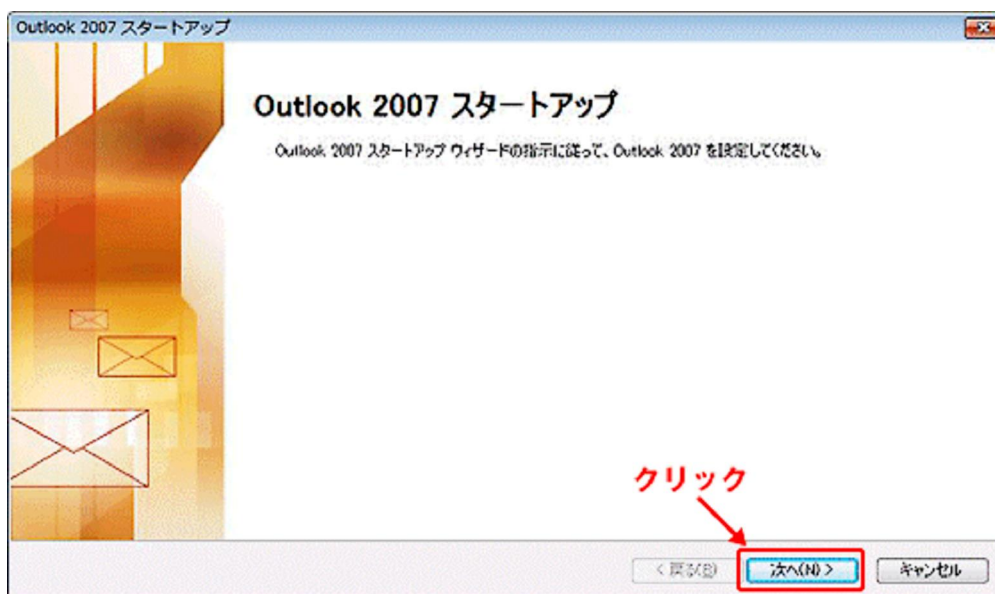 Outlook 2007 スタートアップ
Outlook 2007 スタートアップ
Outlook 2007 スタートアップ ウィザードの指示に従って、Outlook 2007 を設定してください。
クリック
< 戻る(B)
次へ(N) >
キャンセル